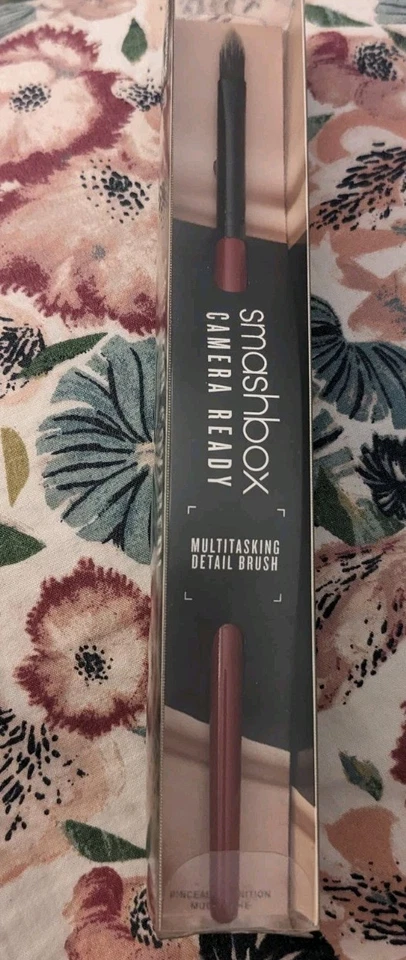 smashbox
CAMERA READY
MULTITASKING
DETAIL BRUSH